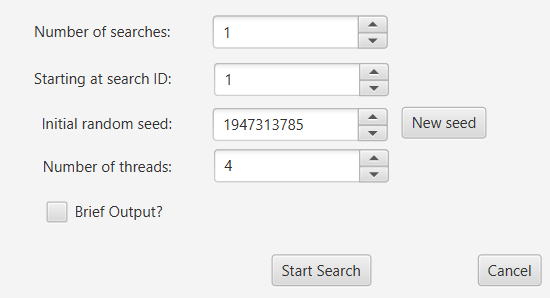 Number of searches: 1
Starting at search ID: 1
Initial random seed: 1947313785 New seed
Number of threads: 4
Brief Output?
Start Search Cancel